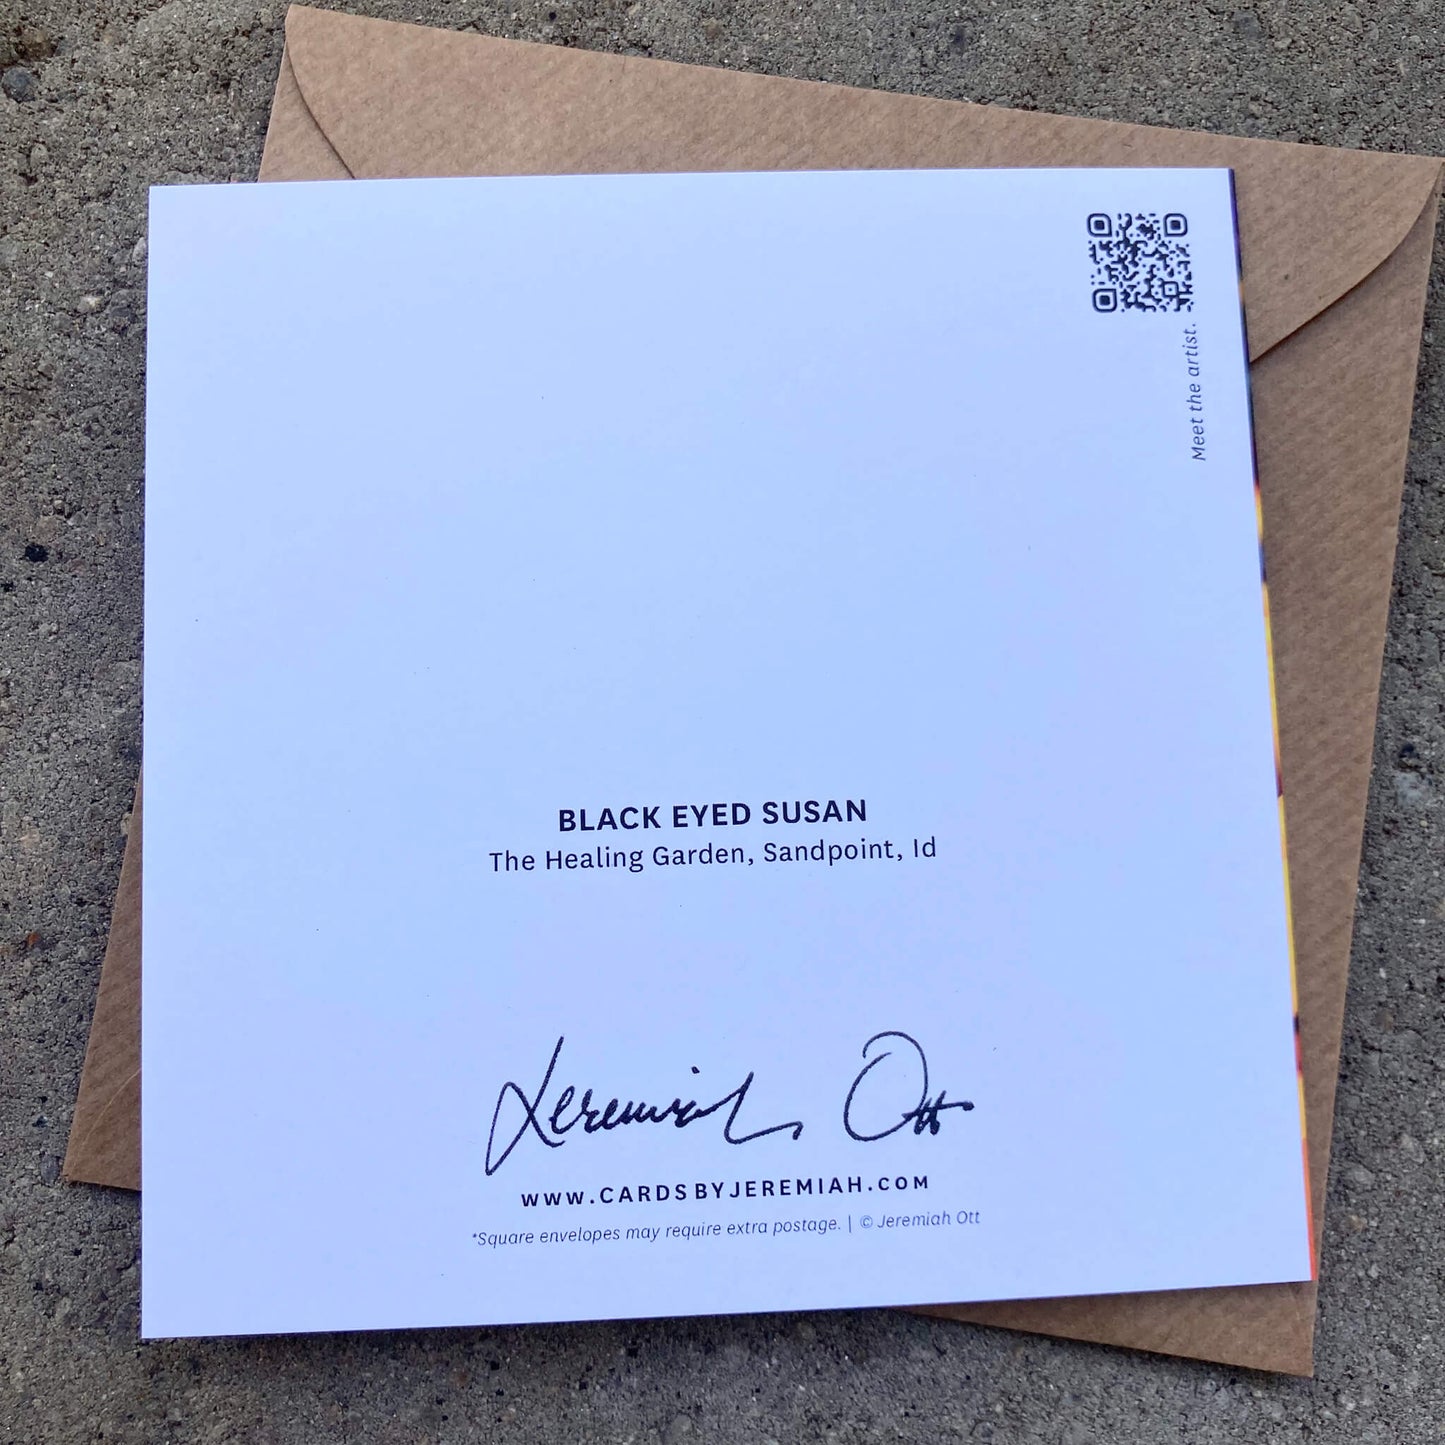 Meet the artist.
BLACK EYED SUSAN
The Healing Garden, Sandpoint, Id
Jeremiah Ott
WWW.CARDSBYJEREMIAH.COM
*Square envelopes may require extra postage. | © Jeremiah Ott